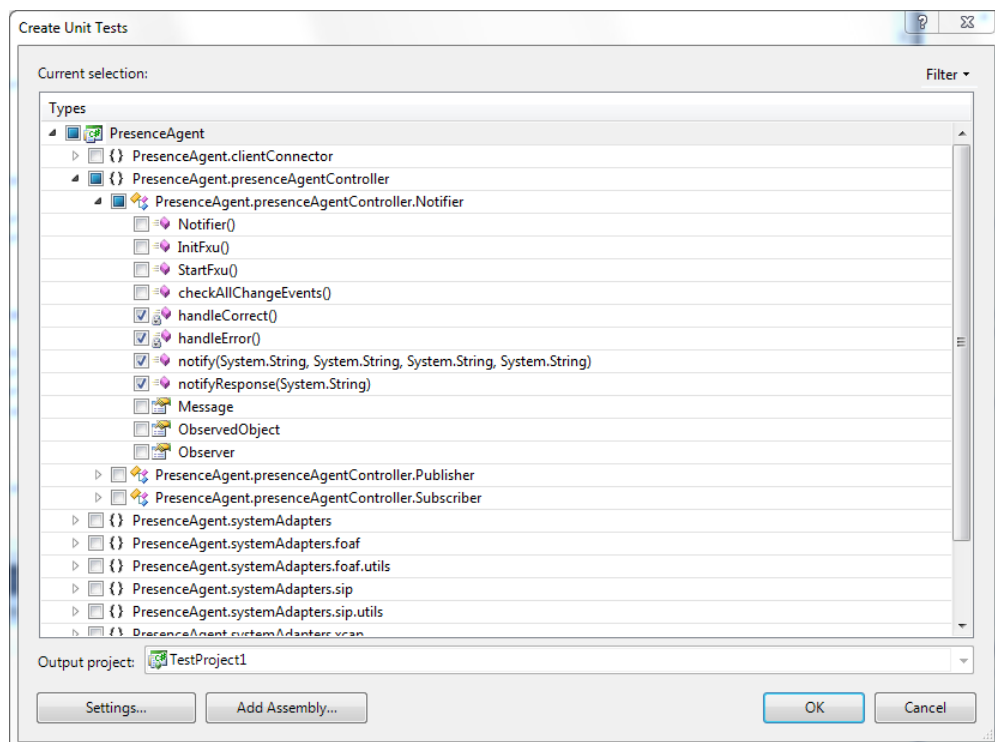 Create Unit Tests
Current selection:
Filter
Types
PresenceAgent
{} PresenceAgent.clientConnector
{} PresenceAgent.presenceAgentController
PresenceAgent.presenceAgentController.Notifier
Notifier()
InitFxu()
StartFxu()
checkAllChangeEvents()
handleCorrect()
handleError()
notify(System.String, System.String, System.String, System.String)
notifyResponse(System.String)
Message
ObservedObject
Observer
PresenceAgent.presenceAgentController.Publisher
PresenceAgent.presenceAgentController.Subscriber
{} PresenceAgent.systemAdapters
{} PresenceAgent.systemAdapters.foaf
{} PresenceAgent.systemAdapters.foaf.utils
{} PresenceAgent.systemAdapters.sip
{} PresenceAgent.systemAdapters.sip.utils
{} PresenceAgent.systemAdapters.xcap
Output project: TestProject1
Settings... Add Assembly... OK Cancel